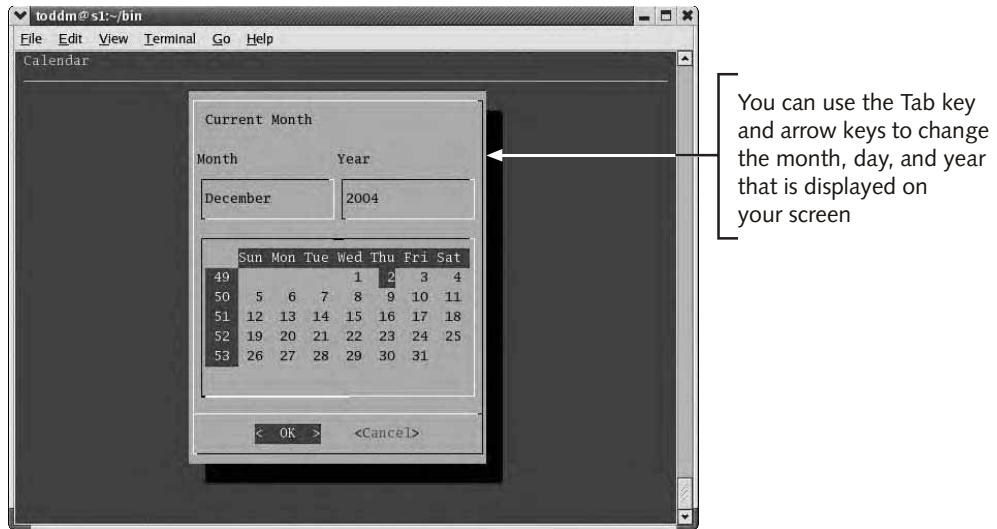 toddm@s1:~/bin
File Edit View Terminal Go Help
Calendar
Current Month
Month Year
December 2004
Sun Mon Tue Wed Thu Fri Sat
49 1 2 3 4
50 5 6 7 8 9 10 11
51 12 13 14 15 16 17 18
52 19 20 21 22 23 24 25
53 26 27 28 29 30 31
< OK > <Cancel>
You can use the Tab key
and arrow keys to change
the month, day, and year
that is displayed on
your screen